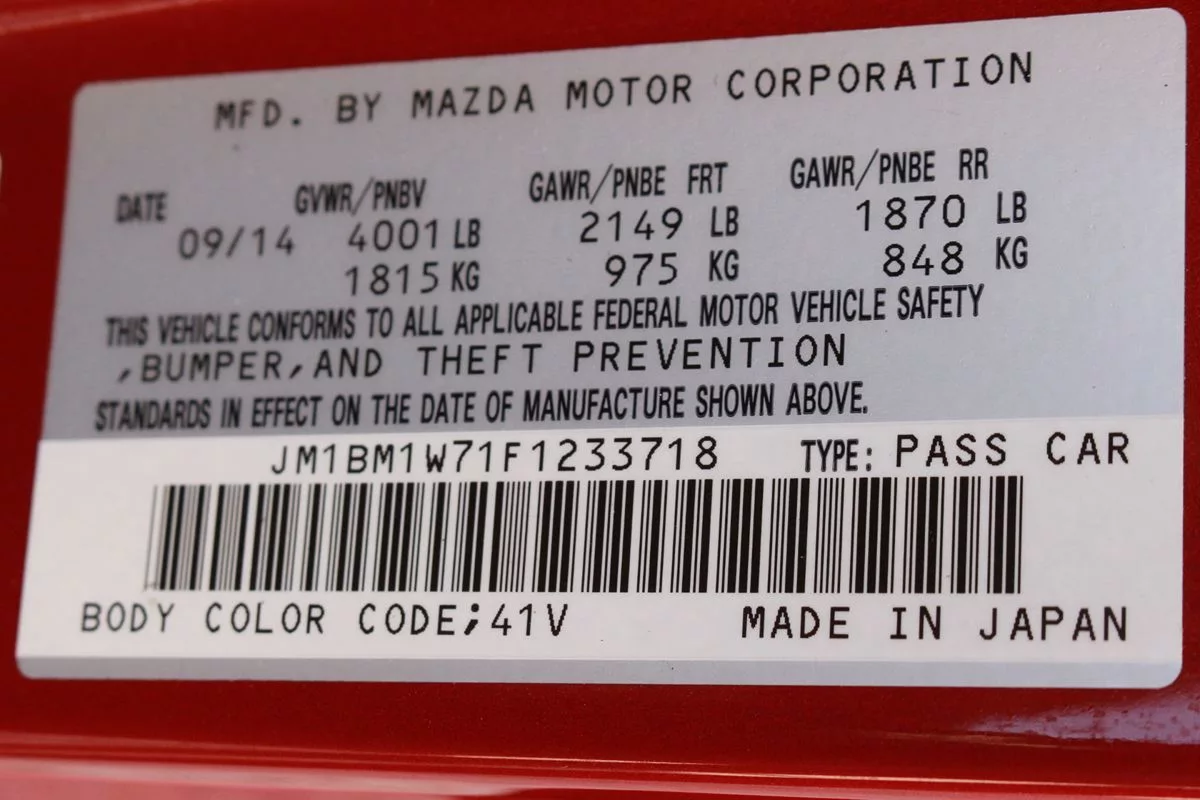 MFD. BY MAZDA MOTOR CORPORATION
DATE GVWR/PNBV GAWR/PNBE FRT GAWR/PNBE RR
09/14 4001 LB 2149 LB 1870 LB
1815 KG 975 KG 848 KG
THIS VEHICLE CONFORMS TO ALL APPLICABLE FEDERAL MOTOR VEHICLE SAFETY
,BUMPER,AND THEFT PREVENTION
STANDARDS IN EFFECT ON THE DATE OF MANUFACTURE SHOWN ABOVE.
JM1BM1W71F1233718 TYPE: PASS CAR
BODY COLOR CODE;41V MADE IN JAPAN